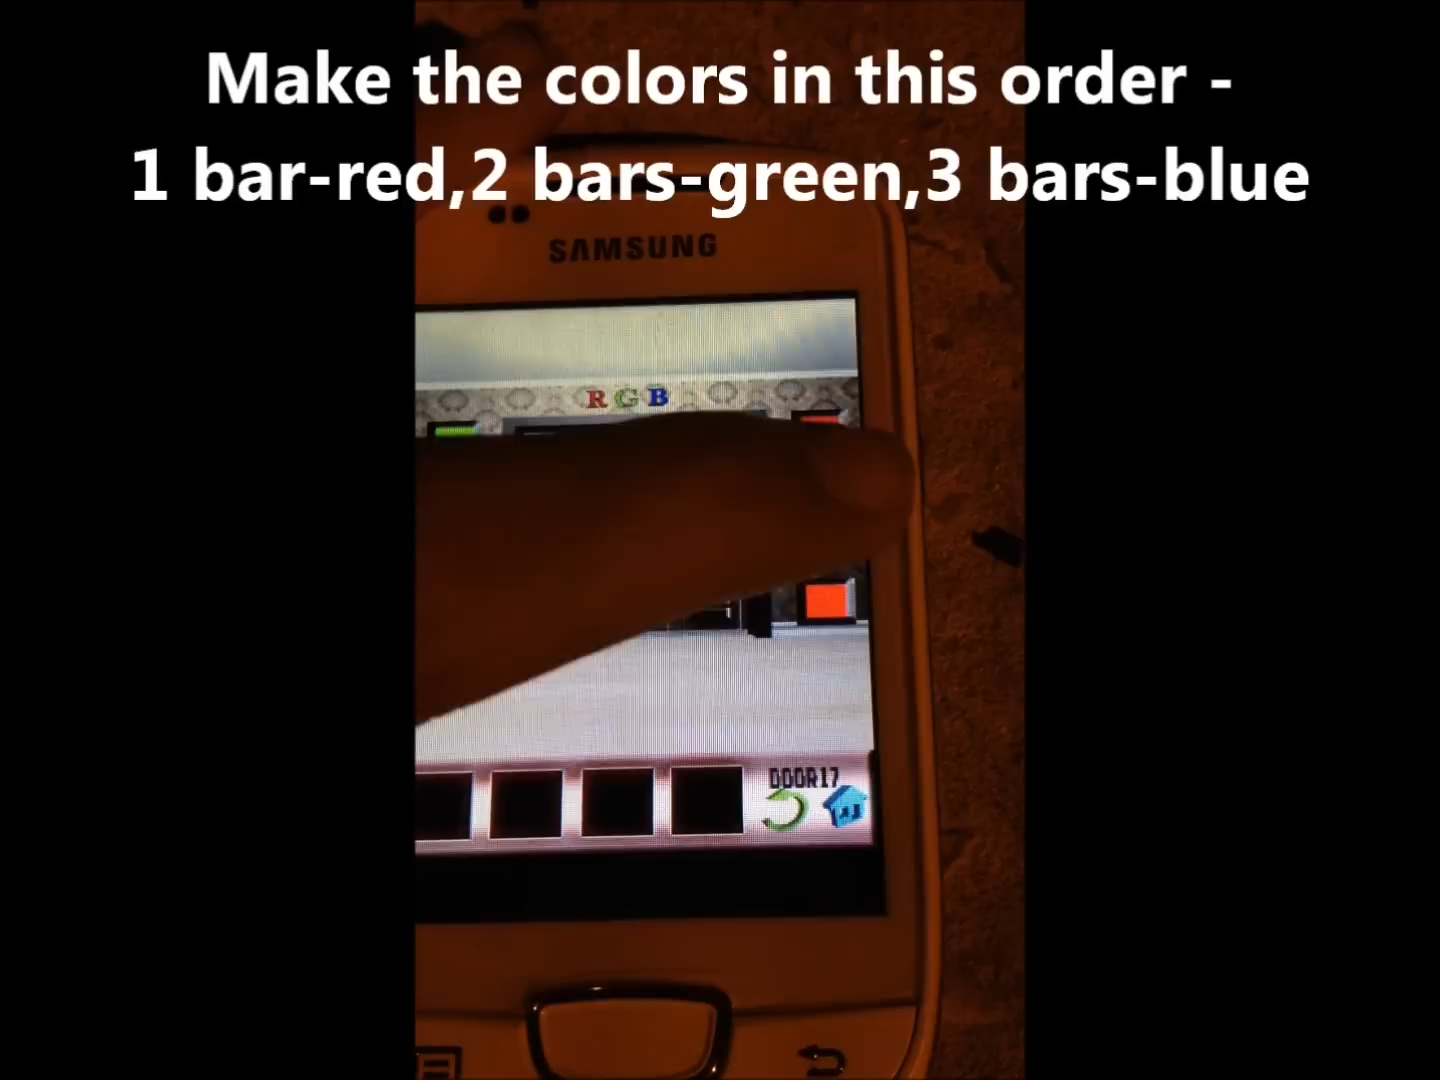 Make the colors in this order -
1 bar-red,2 bars-green,3 bars-blue
SAMSUNG
RGB
DOOR17